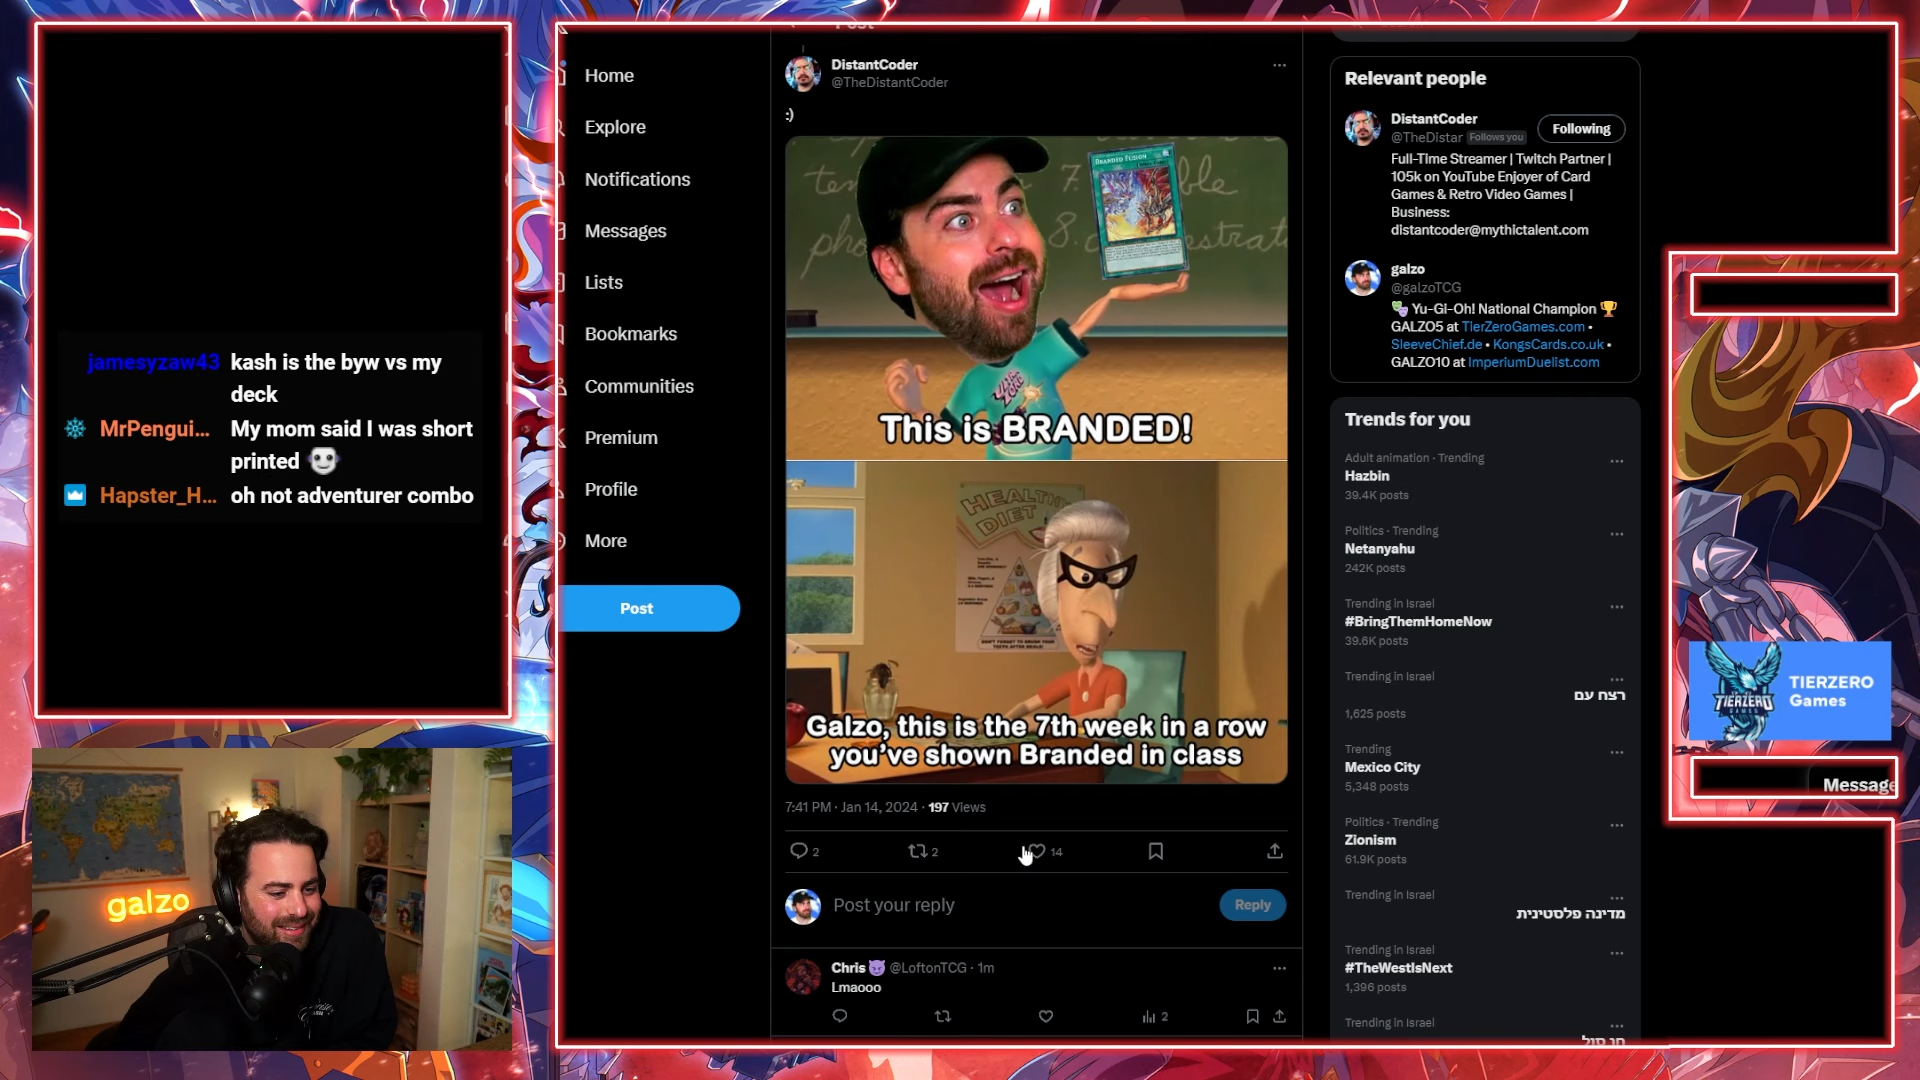 jamesyzaw43 kash is the byw vs my
deck
MrPengui... My mom said I was short
printed
Hapster_H... oh not adventurer combo
galzo
Home
Explore
Notifications
Messages
Lists
Bookmarks
Communities
Premium
Profile
More
Post
DistantCoder
@TheDistantCoder
:)
BRANDED FUSION
This is BRANDED!
HEALTHY
DIET
Galzo, this is the 7th week in a row
you've shown Branded in class
7:41 PM · Jan 14, 2024 · 197 Views
2
2
14
Post your reply
Reply
Chris @LoftonTCG · 1m
Lmaooo
2
Relevant people
DistantCoder
@TheDistar Follows you
Following
Full-Time Streamer | Twitch Partner |
105k on YouTube Enjoyer of Card
Games & Retro Video Games |
Business:
distantcoder@mythictalent.com
galzo
@galzoTCG
Yu-Gi-Oh! National Champion
GALZO5 at TierZeroGames.com •
SleeveChief.de • KongsCards.co.uk •
GALZO10 at ImperiumDuelist.com
Trends for you
Adult animation · Trending
Hazbin
39.4K posts
Politics · Trending
Netanyahu
242K posts
Trending in Israel
#BringThemHomeNow
39.6K posts
Trending in Israel
רצח עם
1,625 posts
Trending
Mexico City
5,348 posts
Politics · Trending
Zionism
61.9K posts
Trending in Israel
מדינה פלסטינית
Trending in Israel
#TheWestIsNext
1,396 posts
Trending in Israel
TIERZERO
TIERZERO
Games
Message